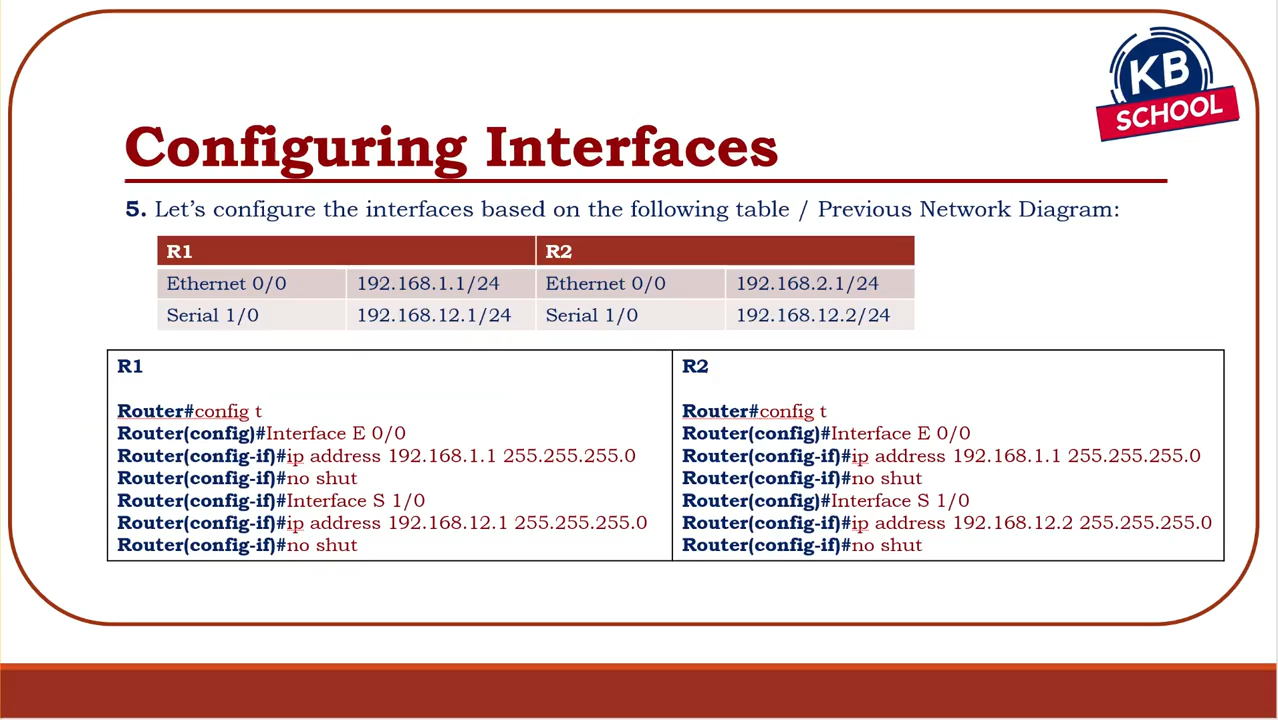 KB
SCHOOL
Configuring Interfaces
5. Let’s configure the interfaces based on the following table / Previous Network Diagram:
R1 R2
Ethernet 0/0 192.168.1.1/24 Ethernet 0/0 192.168.2.1/24
Serial 1/0 192.168.12.1/24 Serial 1/0 192.168.12.2/24
R1
Router#config t
Router(config)#Interface E 0/0
Router(config-if)#ip address 192.168.1.1 255.255.255.0
Router(config-if)#no shut
Router(config-if)#Interface S 1/0
Router(config-if)#ip address 192.168.12.1 255.255.255.0
Router(config-if)#no shut
R2
Router#config t
Router(config)#Interface E 0/0
Router(config-if)#ip address 192.168.1.1 255.255.255.0
Router(config-if)#no shut
Router(config)#Interface S 1/0
Router(config-if)#ip address 192.168.12.2 255.255.255.0
Router(config-if)#no shut